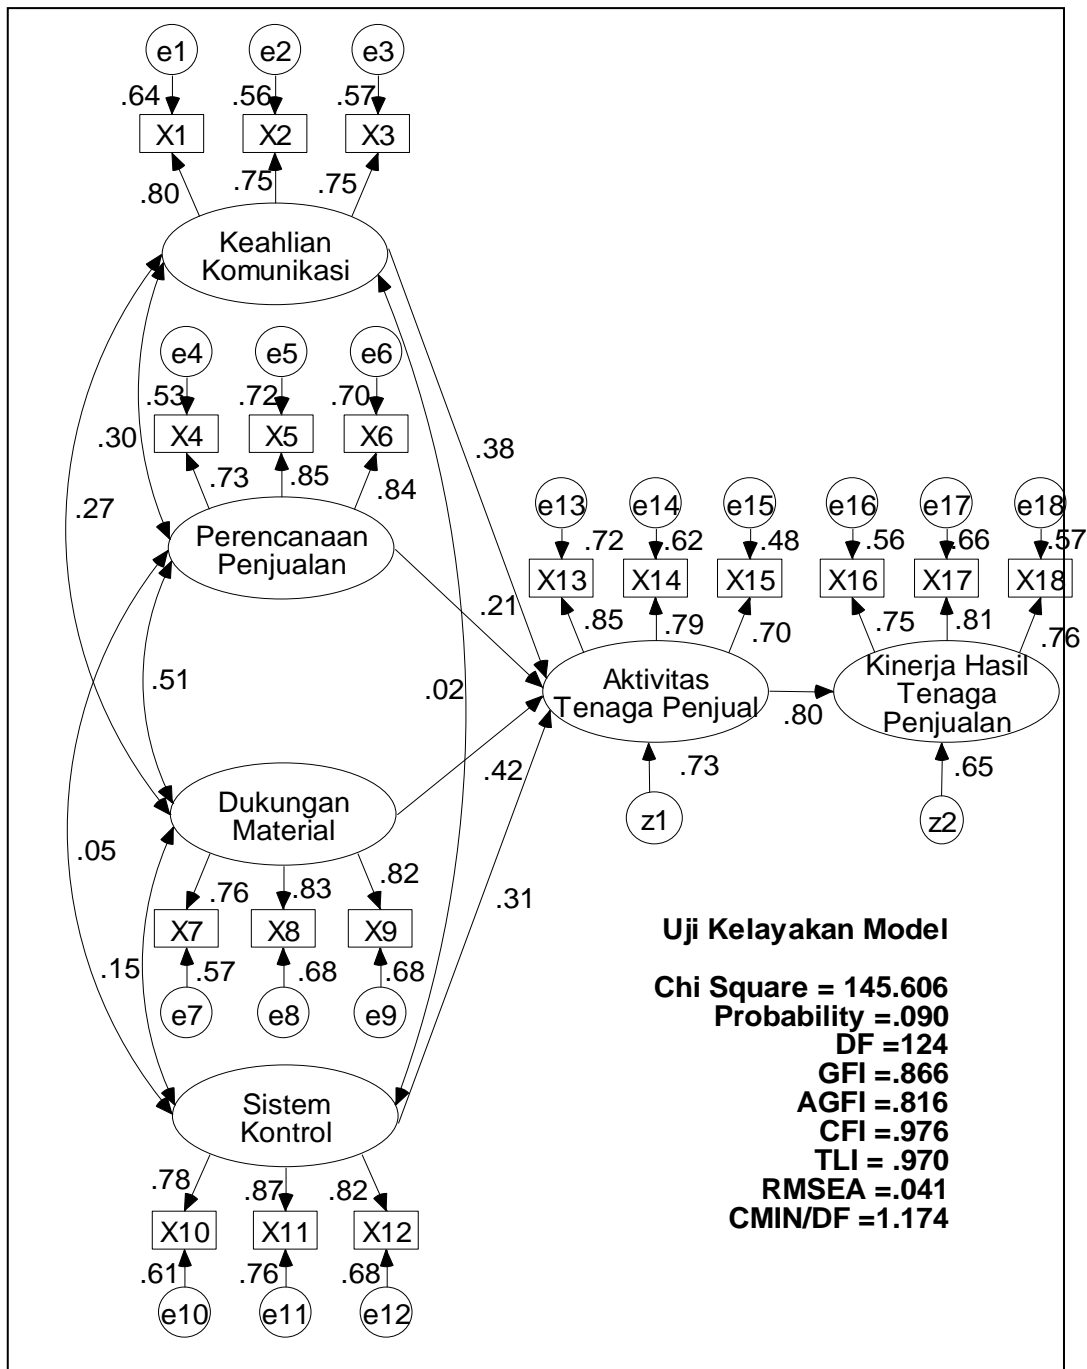 e1 e2 e3
.64 .56 .57
X1 X2 X3
.80 .75 .75
Keahlian
Komunikasi
e4 e5 e6
.53 .72 .70
X4 X5 X6
.30 .38
.73 .85 .84
.27
e13 e14 e15 e16 e17 e18
Perencanaan
Penjualan
.72 .62 .48 .56 .66 .57
X13 X14 X15 X16 X17 X18
.21
.85 .79 .70 .75 .81 .76
.51 .02
Aktivitas
Tenaga Penjual
Kinerja Hasil
Tenaga
Penjualan
.80
.42 .73 .65
Dukungan
Material
z1 z2
.05
.76 .83 .82
.31
X7 X8 X9
Uji Kelayakan Model
.15 .57 .68 .68
e7 e8 e9
Chi Square = 145.606
Probability =.090
DF =124
GFI =.866
AGFI =.816
CFI =.976
TLI = .970
RMSEA =.041
CMIN/DF =1.174
Sistem
Kontrol
.78 .87 .82
X10 X11 X12
.61 .76 .68
e10 e11 e12